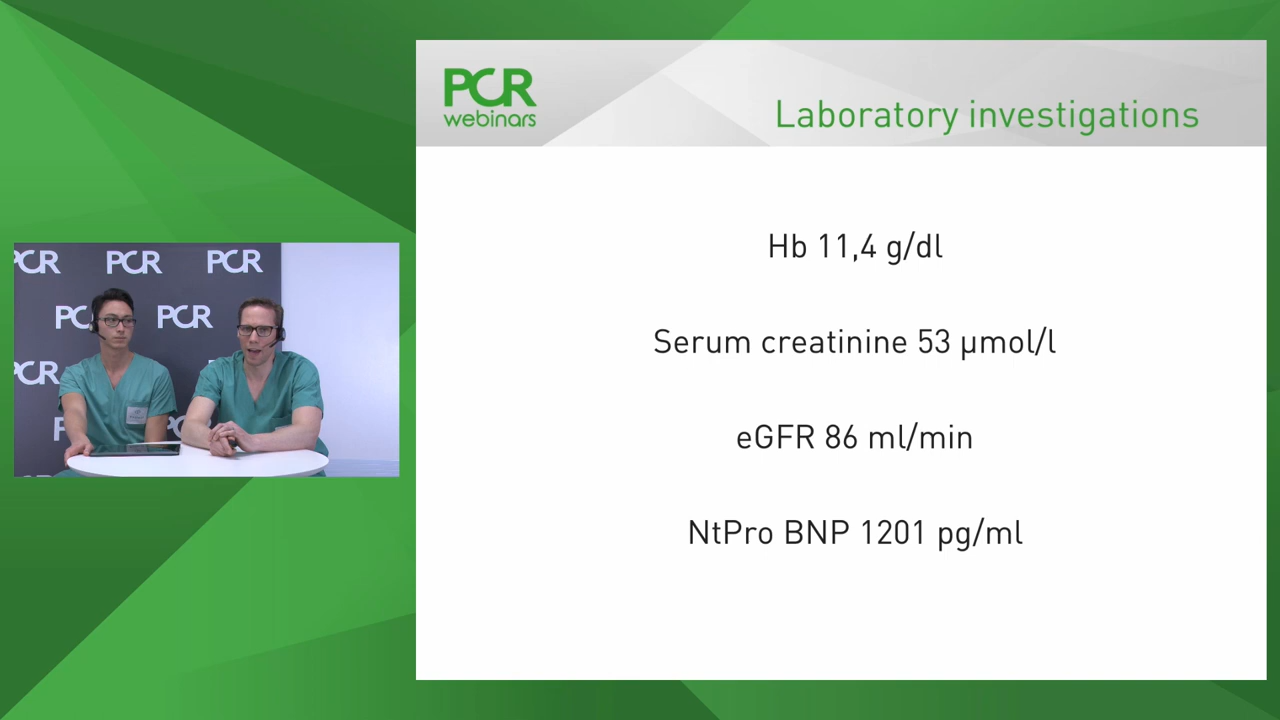 PCR
webinars
Laboratory investigations
Hb 11,4 g/dl
Serum creatinine 53 µmol/l
eGFR 86 ml/min
NtPro BNP 1201 pg/ml
PCR PCR PCR
PCR PCR
PCR